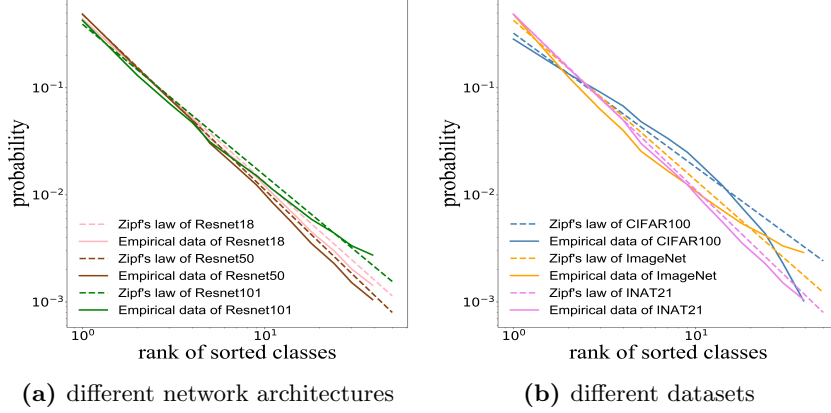 probability
10⁻¹
10⁻²
10⁻³
Zipf's law of Resnet18
Empirical data of Resnet18
Zipf's law of Resnet50
Empirical data of Resnet50
Zipf's law of Resnet101
Empirical data of Resnet101
10⁰
10¹
rank of sorted classes
(a) different network architectures
probability
10⁻¹
10⁻²
10⁻³
Zipf's law of CIFAR100
Empirical data of CIFAR100
Zipf's law of ImageNet
Empirical data of ImageNet
Zipf's law of INAT21
Empirical data of INAT21
10⁰
10¹
rank of sorted classes
(b) different datasets